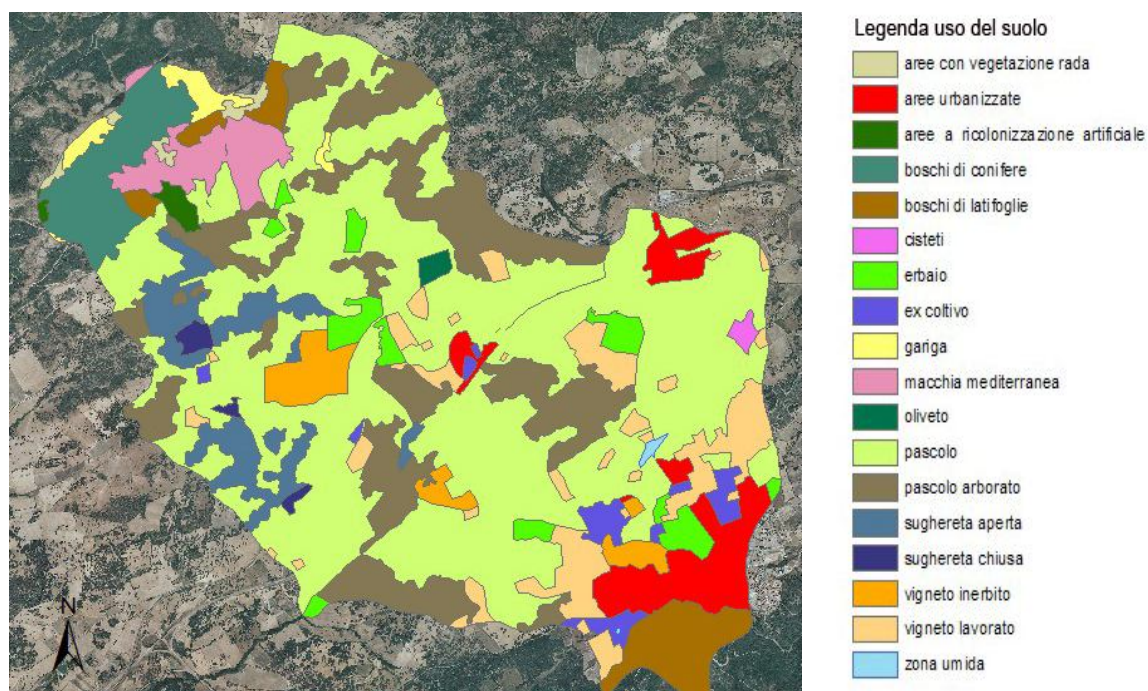 Legenda uso del suolo
aree con vegetazione rada
aree urbanizzate
aree a ricolonizzazione artificiale
boschi di conifere
boschi di latifoglie
cisteti
erbaio
ex coltivo
gariga
macchia mediterranea
oliveto
pascolo
pascolo arborato
sughereta aperta
sughereta chiusa
vigneto inerbito
vigneto lavorato
zona umida
N